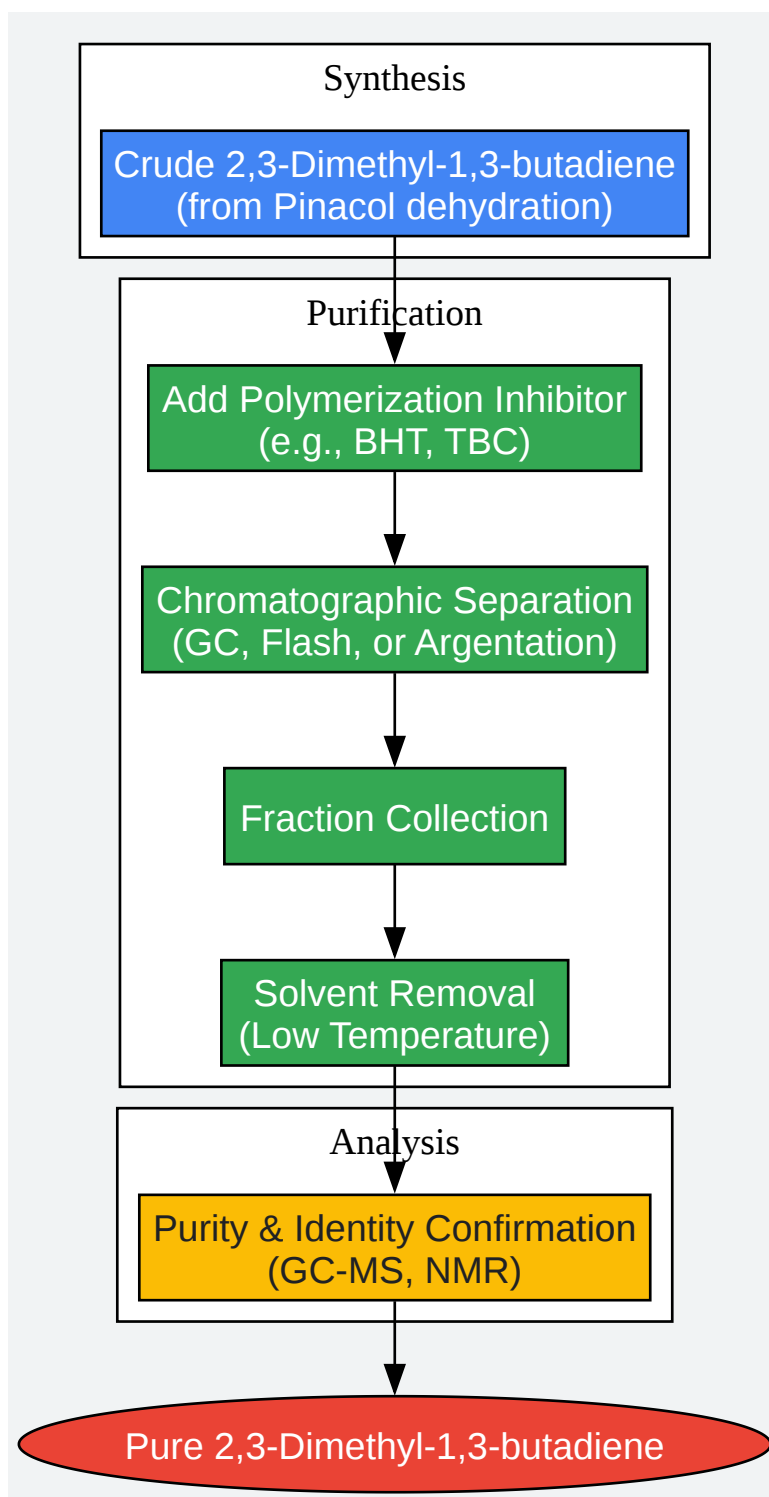 Synthesis
Crude 2,3-Dimethyl-1,3-butadiene
(from Pinacol dehydration)
Purification
Add Polymerization Inhibitor
(e.g., BHT, TBC)
Chromatographic Separation
(GC, Flash, or Argentation)
Fraction Collection
Solvent Removal
(Low Temperature)
Analysis
Purity & Identity Confirmation
(GC-MS, NMR)
Pure 2,3-Dimethyl-1,3-butadiene